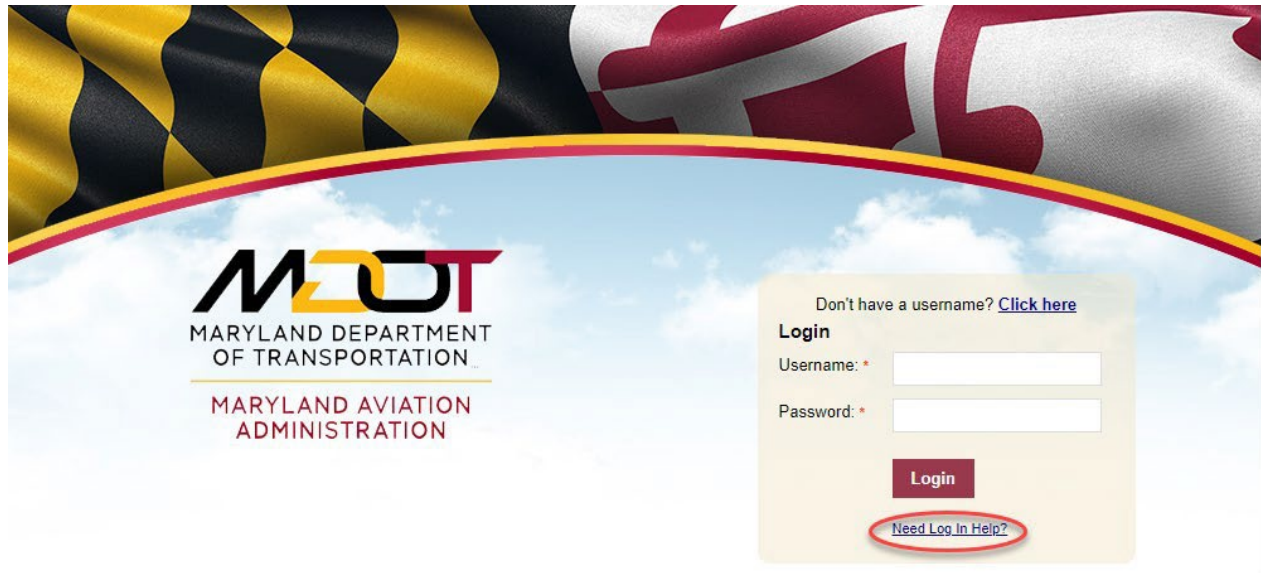 MDOT
MARYLAND DEPARTMENT
OF TRANSPORTATION
MARYLAND AVIATION
ADMINISTRATION
Don't have a username? Click here
Login
Username: *
Password: *
Login
Need Log In Help?